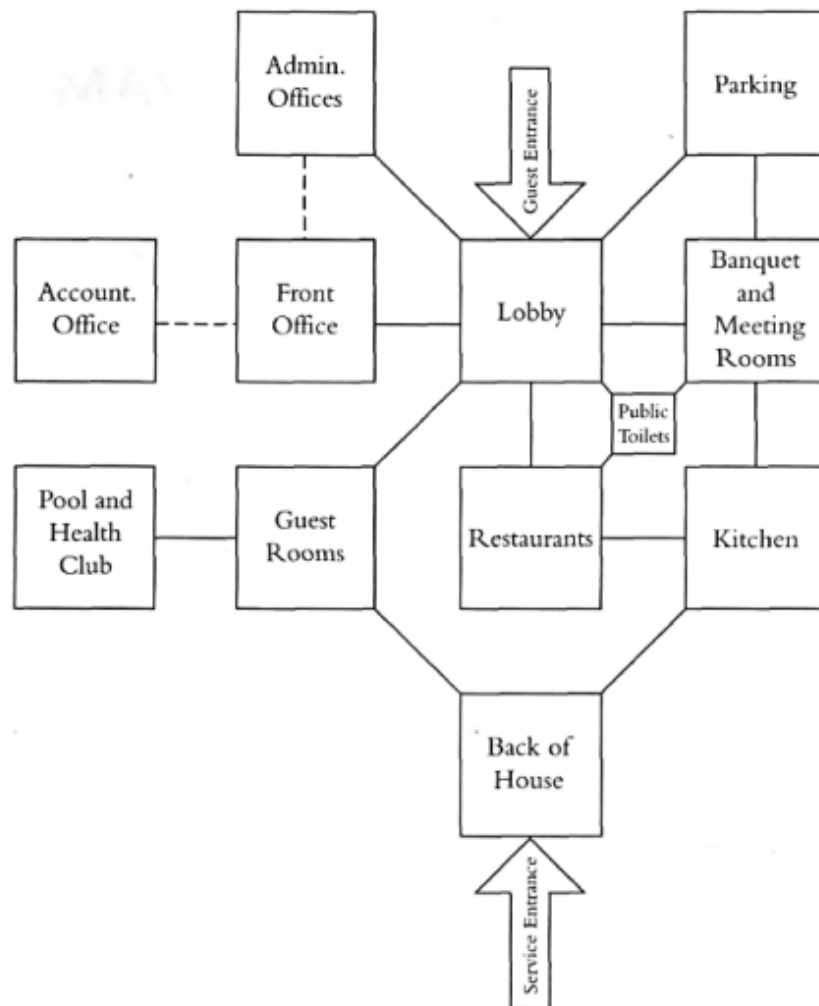 Admin.
Offices
Guest Entrance
Parking
Account.
Office
Front
Office
Lobby
Banquet
and
Meeting
Rooms
Public
Toilets
Pool and
Health
Club
Guest
Rooms
Restaurants
Kitchen
Back of
House
Service Entrance